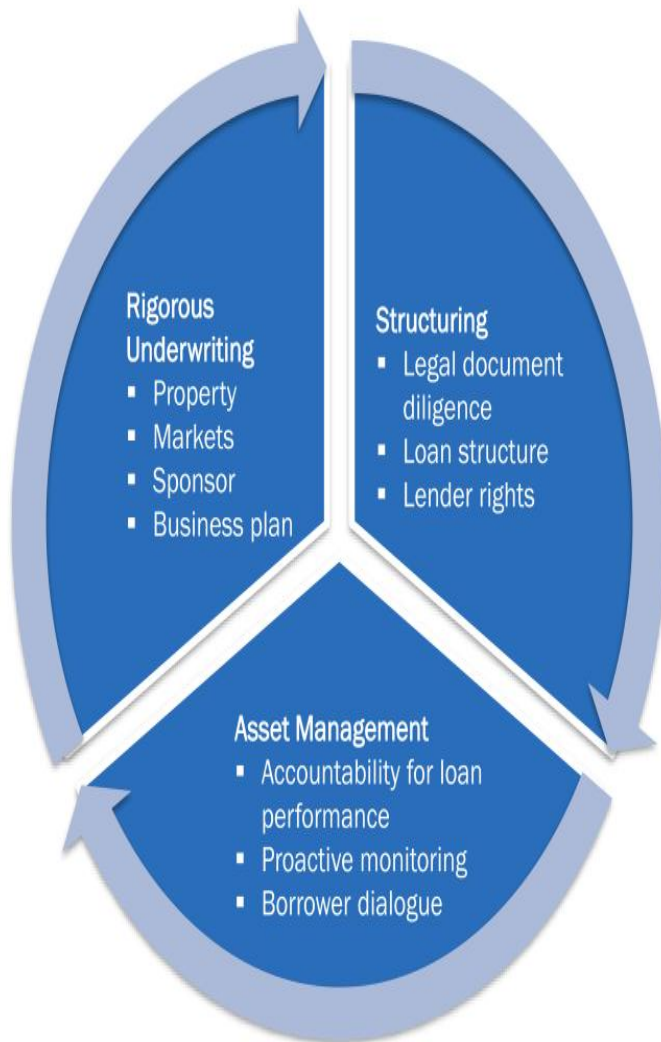 Rigorous
Underwriting
▪ Property
▪ Markets
▪ Sponsor
▪ Business plan
Structuring
▪ Legal document
diligence
▪ Loan structure
▪ Lender rights
Asset Management
▪ Accountability for loan
performance
▪ Proactive monitoring
▪ Borrower dialogue